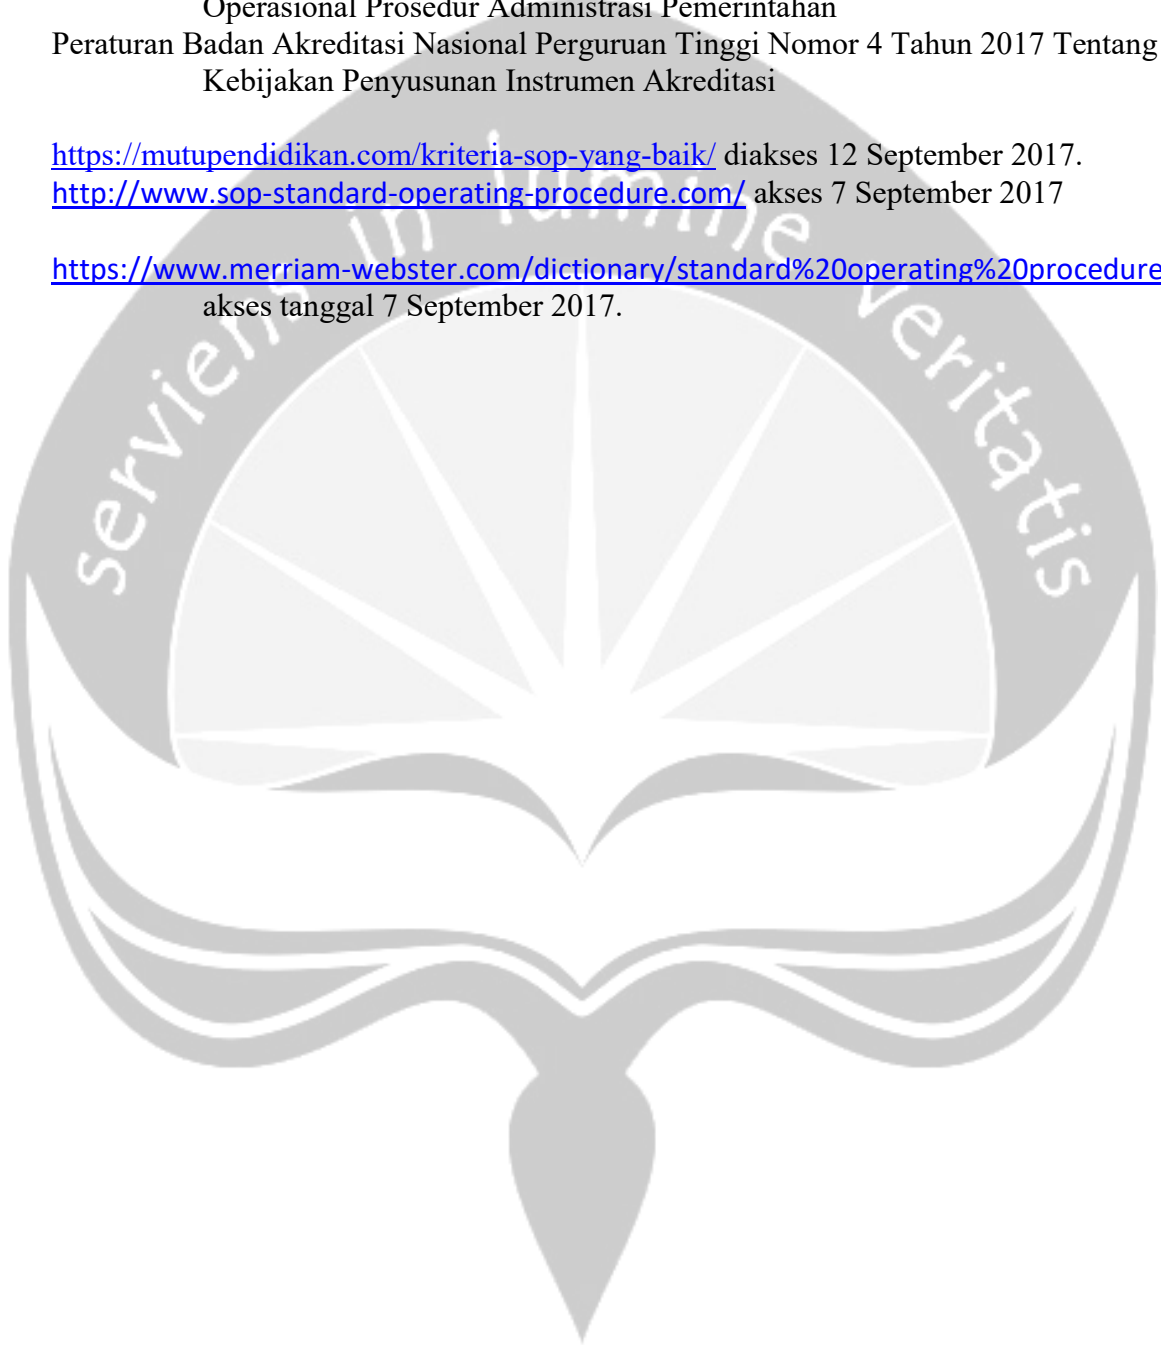 Operasional Prosedur Administrasi Pemerintahan
Peraturan Badan Akreditasi Nasional Perguruan Tinggi Nomor 4 Tahun 2017 Tentang
Kebijakan Penyusunan Instrumen Akreditasi
https://mutupendidikan.com/kriteria-sop-yang-baik/ diakses 12 September 2017.
http://www.sop-standard-operating-procedure.com/ akses 7 September 2017
https://www.merriam-webster.com/dictionary/standard%20operating%20procedure
akses tanggal 7 September 2017.
serviens in lumine veritatis